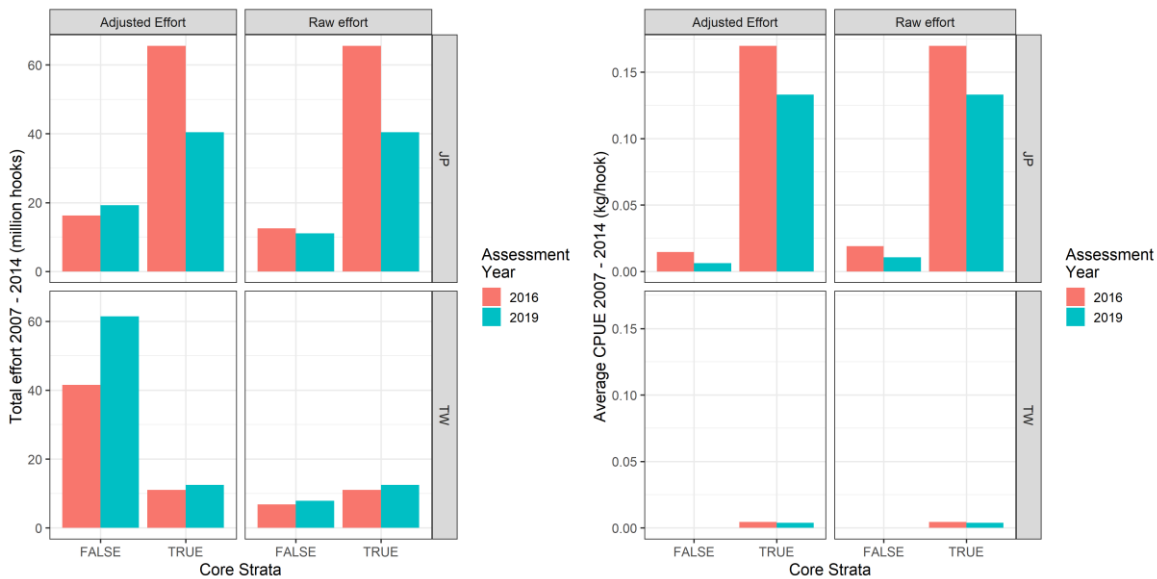 Adjusted Effort
Raw effort
Total effort 2007 - 2014 (million hooks)
60
40
20
0
JP
60
40
20
0
TW
FALSE
TRUE
FALSE
TRUE
Core Strata
Assessment
Year
2016
2019
Adjusted Effort
Raw effort
Average CPUE 2007 - 2014 (kg/hook)
0.15
0.10
0.05
0.00
JP
0.15
0.10
0.05
0.00
TW
FALSE
TRUE
FALSE
TRUE
Core Strata
Assessment
Year
2016
2019